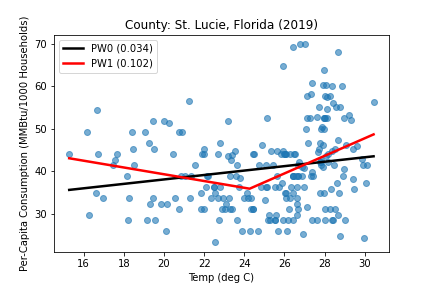 County: St. Lucie, Florida (2019)
PW0 (0.034)
PW1 (0.102)
Per-Capita Consumption (MMBtu/1000 Households)
70
60
50
40
30
16 18 20 22 24 26 28 30
Temp (deg C)